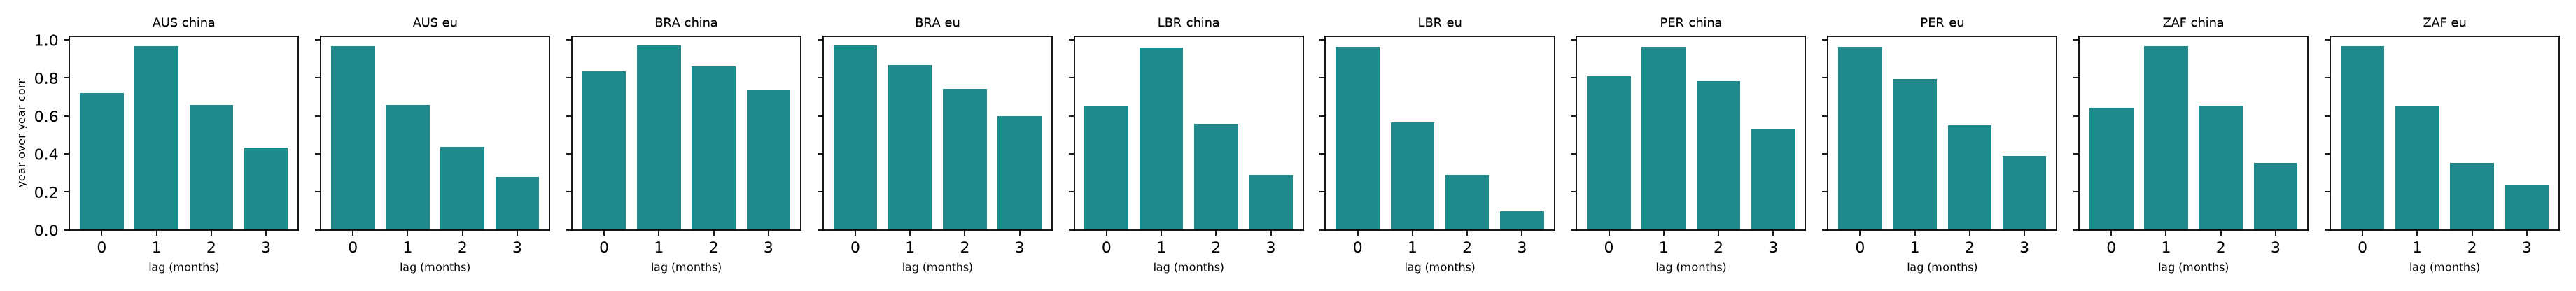 AUS china
AUS eu
BRA china
BRA eu
LBR china
LBR eu
PER china
PER eu
ZAF china
ZAF eu
year-over-year corr
1.0
0.8
0.6
0.4
0.2
0.0
0 1 2 3
0 1 2 3
0 1 2 3
0 1 2 3
0 1 2 3
0 1 2 3
0 1 2 3
0 1 2 3
0 1 2 3
0 1 2 3
lag (months)
lag (months)
lag (months)
lag (months)
lag (months)
lag (months)
lag (months)
lag (months)
lag (months)
lag (months)